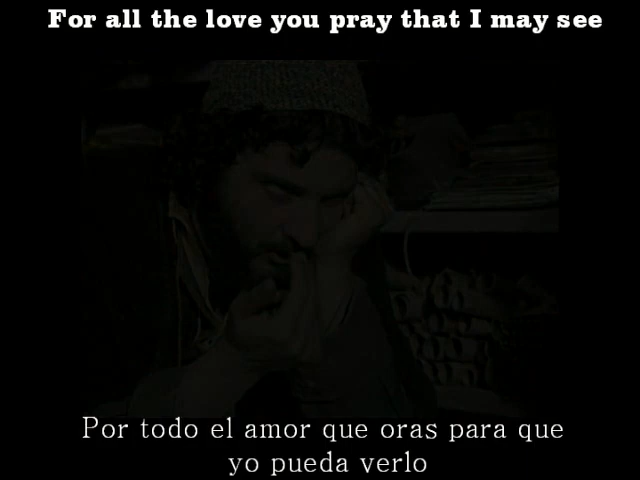 For all the love you pray that I may see
Por todo el amor que oras para que
yo pueda verlo